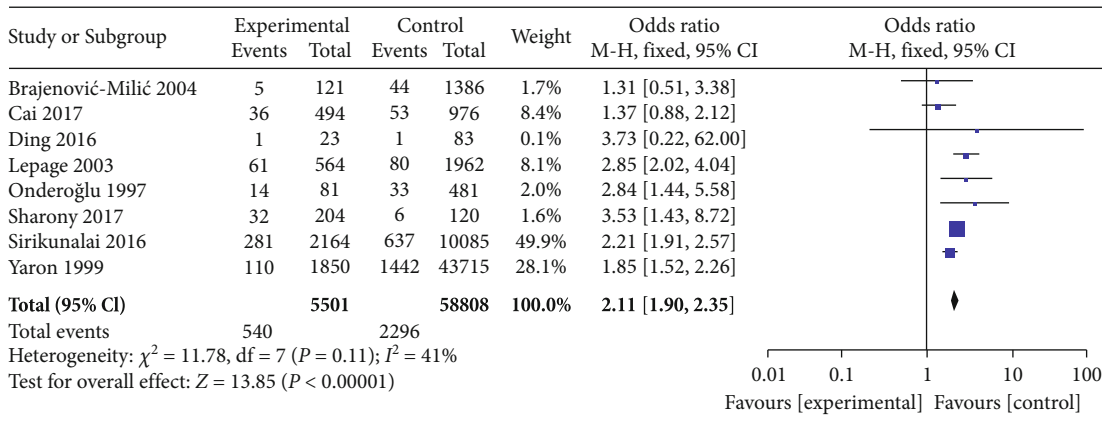 Study or Subgroup Experimental Control Weight Odds ratio Odds ratio
Events Total Events Total M-H, fixed, 95% CI M-H, fixed, 95% CI
Brajenović-Milić 2004 5 121 44 1386 1.7% 1.31 [0.51, 3.38]
Cai 2017 36 494 53 976 8.4% 1.37 [0.88, 2.12]
Ding 2016 1 23 1 83 0.1% 3.73 [0.22, 62.00]
Lepage 2003 61 564 80 1962 8.1% 2.85 [2.02, 4.04]
Onderoğlu 1997 14 81 33 481 2.0% 2.84 [1.44, 5.58]
Sharony 2017 32 204 6 120 1.6% 3.53 [1.43, 8.72]
Sirikunalai 2016 281 2164 637 10085 49.9% 2.21 [1.91, 2.57]
Yaron 1999 110 1850 1442 43715 28.1% 1.85 [1.52, 2.26]
Total (95% Cl) 5501 58808 100.0% 2.11 [1.90, 2.35]
Total events 540 2296
Heterogeneity: χ² = 11.78, df = 7 (P = 0.11); I² = 41%
Test for overall effect: Z = 13.85 (P < 0.00001)
0.01 0.1 1 10 100
Favours [experimental] Favours [control]